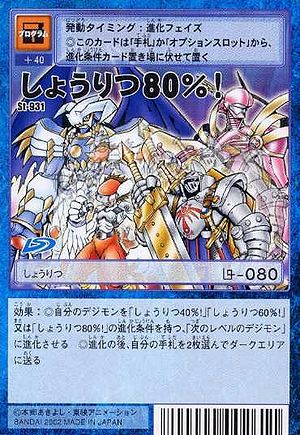 プログラム
+40
発動タイミング：進化フェイズ
◎このカードは「手札」か「オプションスロット」から、
進化条件カード置き場に伏せて置く
しょうりつ80%!
St-931
しょうりつ
-080
効果：◎自分のデジモンを「しょうりつ40%!」「しょうりつ60%!」
又は「しょうりつ80%!」の進化条件を持つ、「次のレベルのデジモン」
に進化させる ◎進化の後、自分の手札を2枚選んでダークエリア
に送る
©本郷あきよし・東映アニメーション
BANDAI 2002 MADE IN JAPAN